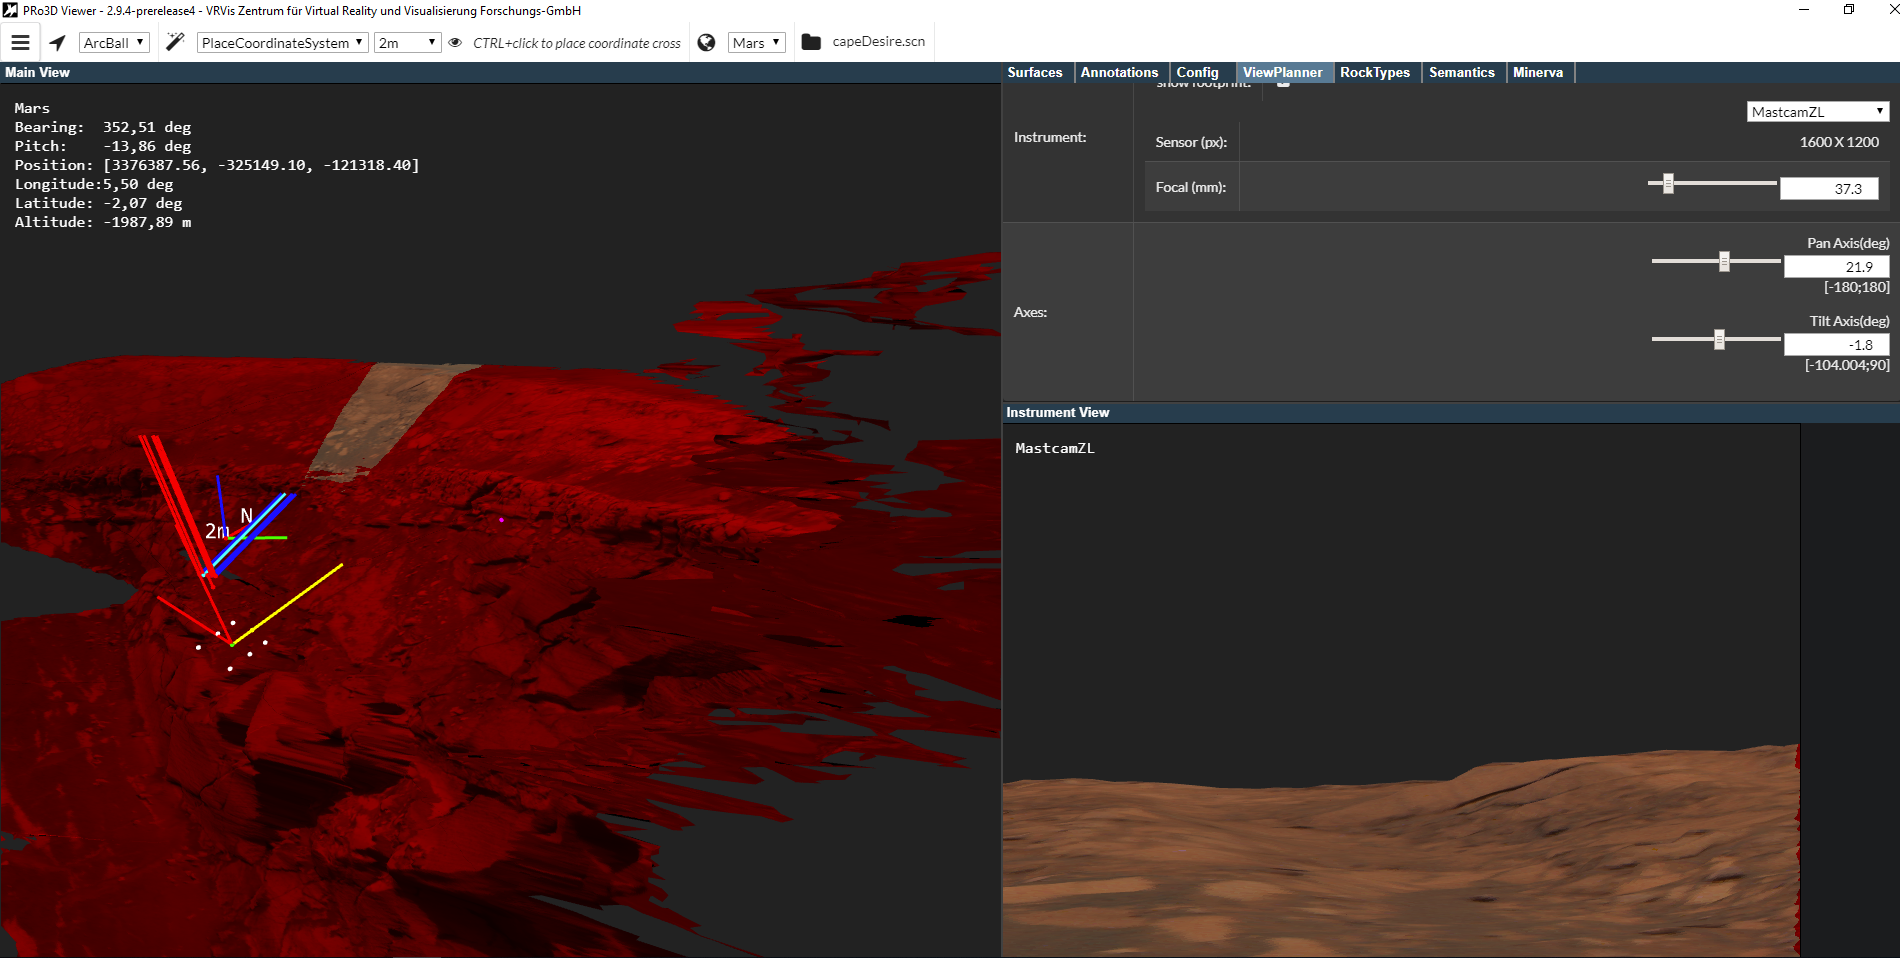 PRo3D Viewer - 2.9.4-prerelease4 - VRVis Zentrum für Virtual Reality und Visualisierung Forschungs-GmbH
ArcBall PlaceCoordinateSystem 2m CTRL+click to place coordinate cross Mars capeDesire.scn
Main View
Mars
Bearing: 352,51 deg
Pitch: -13,86 deg
Position: [3376387.56, -325149.10, -121318.40]
Longitude:5,50 deg
Latitude: -2,07 deg
Altitude: -1987,89 m
N
2m
Surfaces Annotations Config ViewPlanner RockTypes Semantics Minerva
show footprint:
MastcamZL
Instrument:
Sensor (px): 1600 X 1200
Focal (mm): 37.3
Axes:
Pan Axis(deg)
21.9
[-180;180]
Tilt Axis(deg)
-1.8
[-104.004;90]
Instrument View
MastcamZL